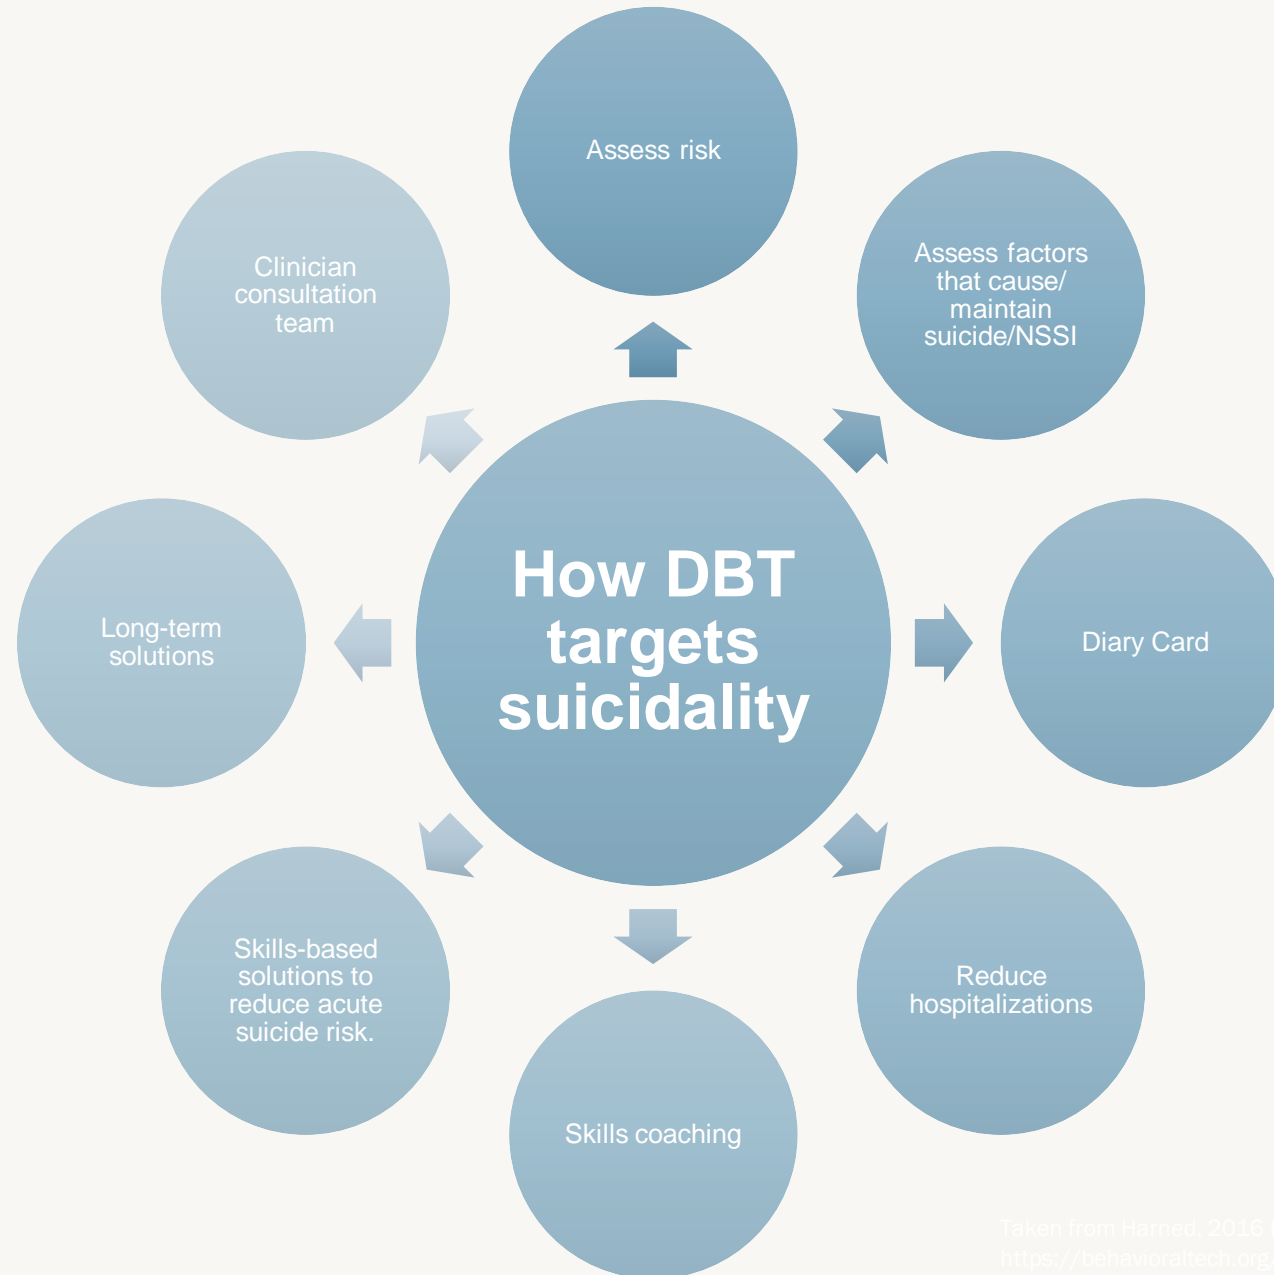 How DBT
targets
suicidality
Assess risk
Assess factors
that cause/
maintain
suicide/NSSI
Diary Card
Reduce
hospitalizations
Skills coaching
Skills-based
solutions to
reduce acute
suicide risk.
Long-term
solutions
Clinician
consultation
team
Taken from Harned, 2016
https://behavioraltech.org